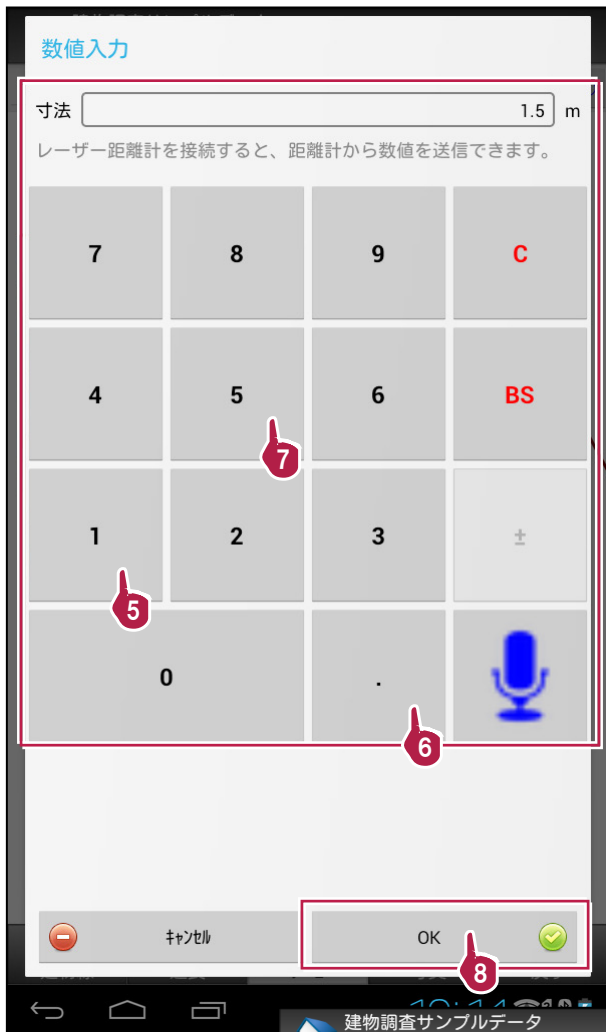 数値入力
寸法 1.5 m
レーザー距離計を接続すると、距離計から数値を送信できます。
7 8 9 C
4 5 6 BS
7
1 2 3 ±
5
0 .
6
ｷｬﾝｾﾙ OK
8
建物調査サンプルデータ